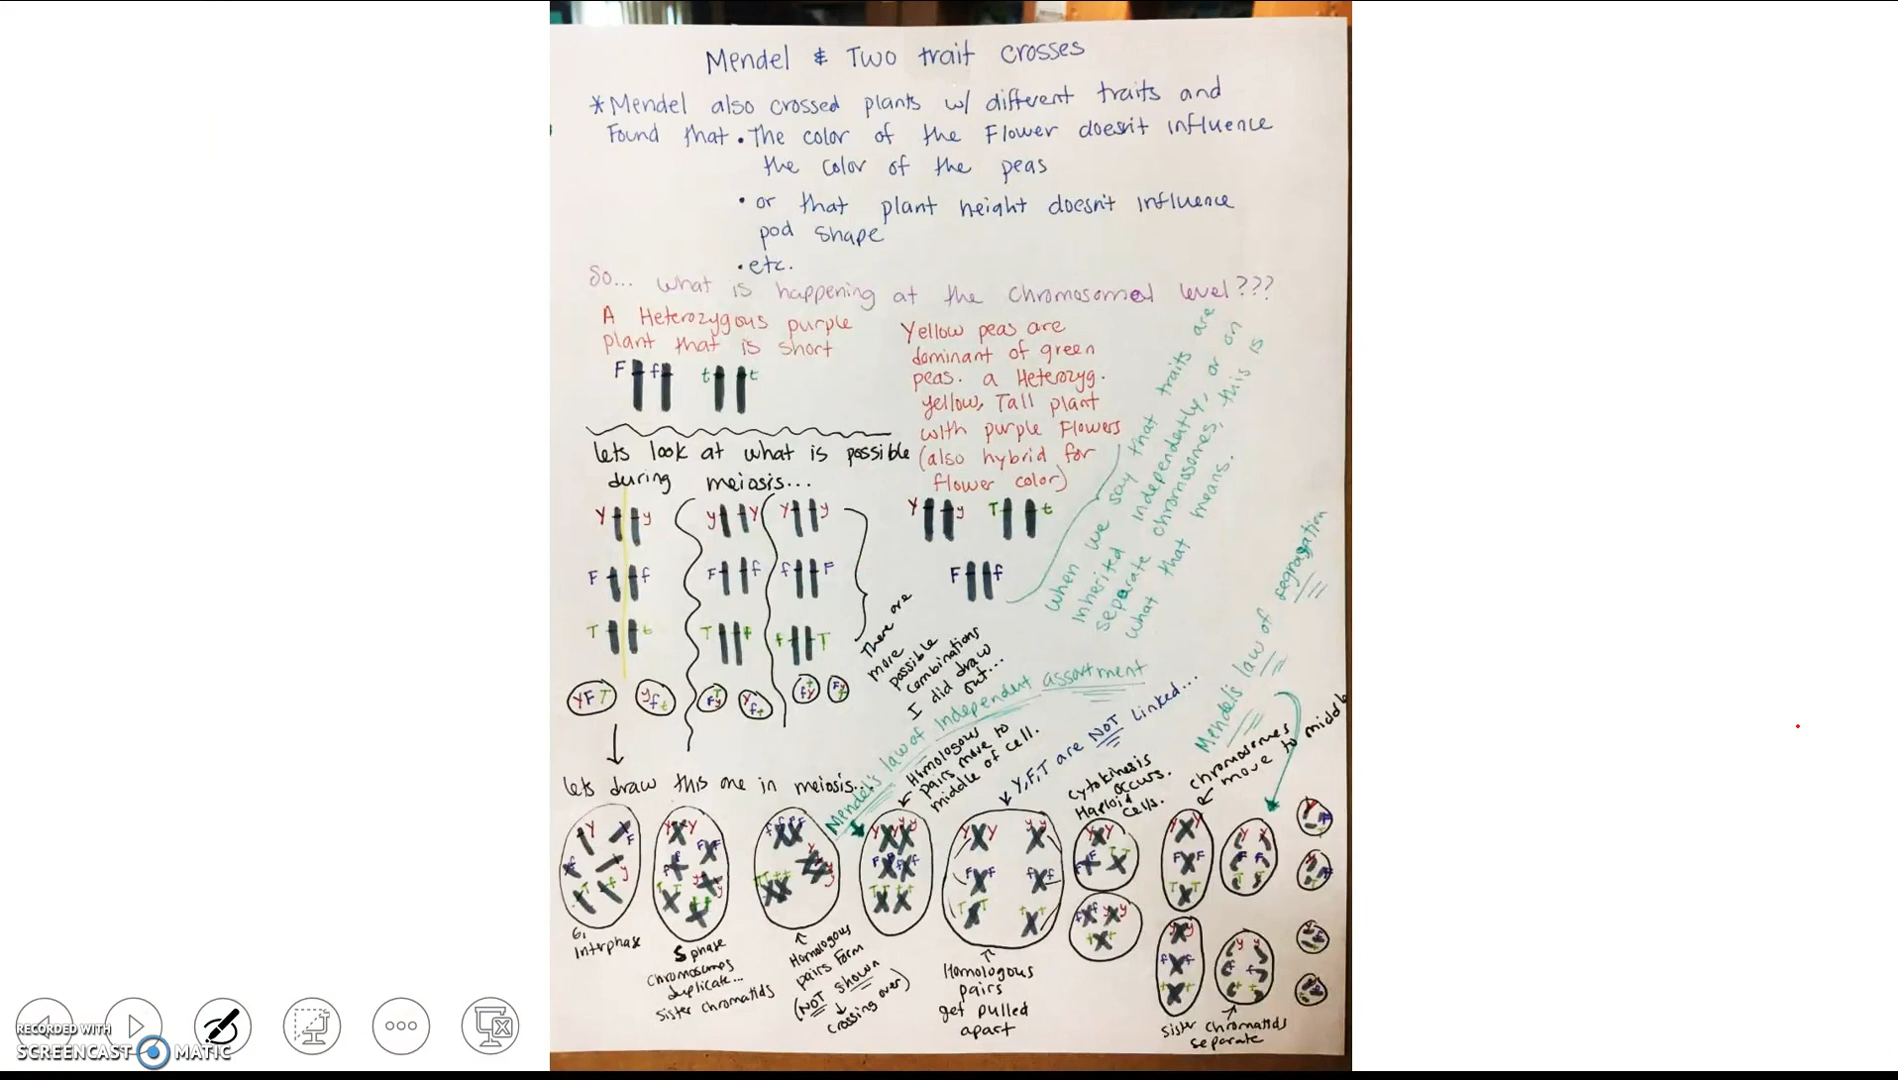 Mendel & Two trait crosses
*Mendel also crossed plants w/ different traits and
Found that • The color of the Flower doesn't influence
the color of the peas
• or that plant height doesn't influence
pod shape
• etc.
So... what is happening at the chromosomal level???
A Heterozygous purple
plant that is short
F f t t
Yellow peas are
dominant of green
peas. a Heterozyg.
yellow, Tall plant
with purple Flowers
(also hybrid for
flower color)
Y y T t
F f
When we say that traits are
inherited independently, or on
separate chromosomes, this is
what that means.
lets look at what is possible
during meiosis...
Y y y Y Y y
F f F f f F
T t T t t T
YFT yft
There are
more
possible
combinations
I did draw
out...
Mendel's law of Independent assortment
Mendel's law of segragation
lets draw this one in meiosis...
Homologous
pairs move to
middle of cell.
Y, F, T are NOT linked...
Cytokinesis
occurs.
Haploid
cells.
chromosomes
move to middle
G1
Interphase
S phase
chromosomes
duplicate...
sister chromatids
Homologous
pairs form
(NOT shown
crossing over)
Homologous
pairs
get pulled
apart
sister chromatids
separate
RECORDED WITH
SCREENCAST MATIC